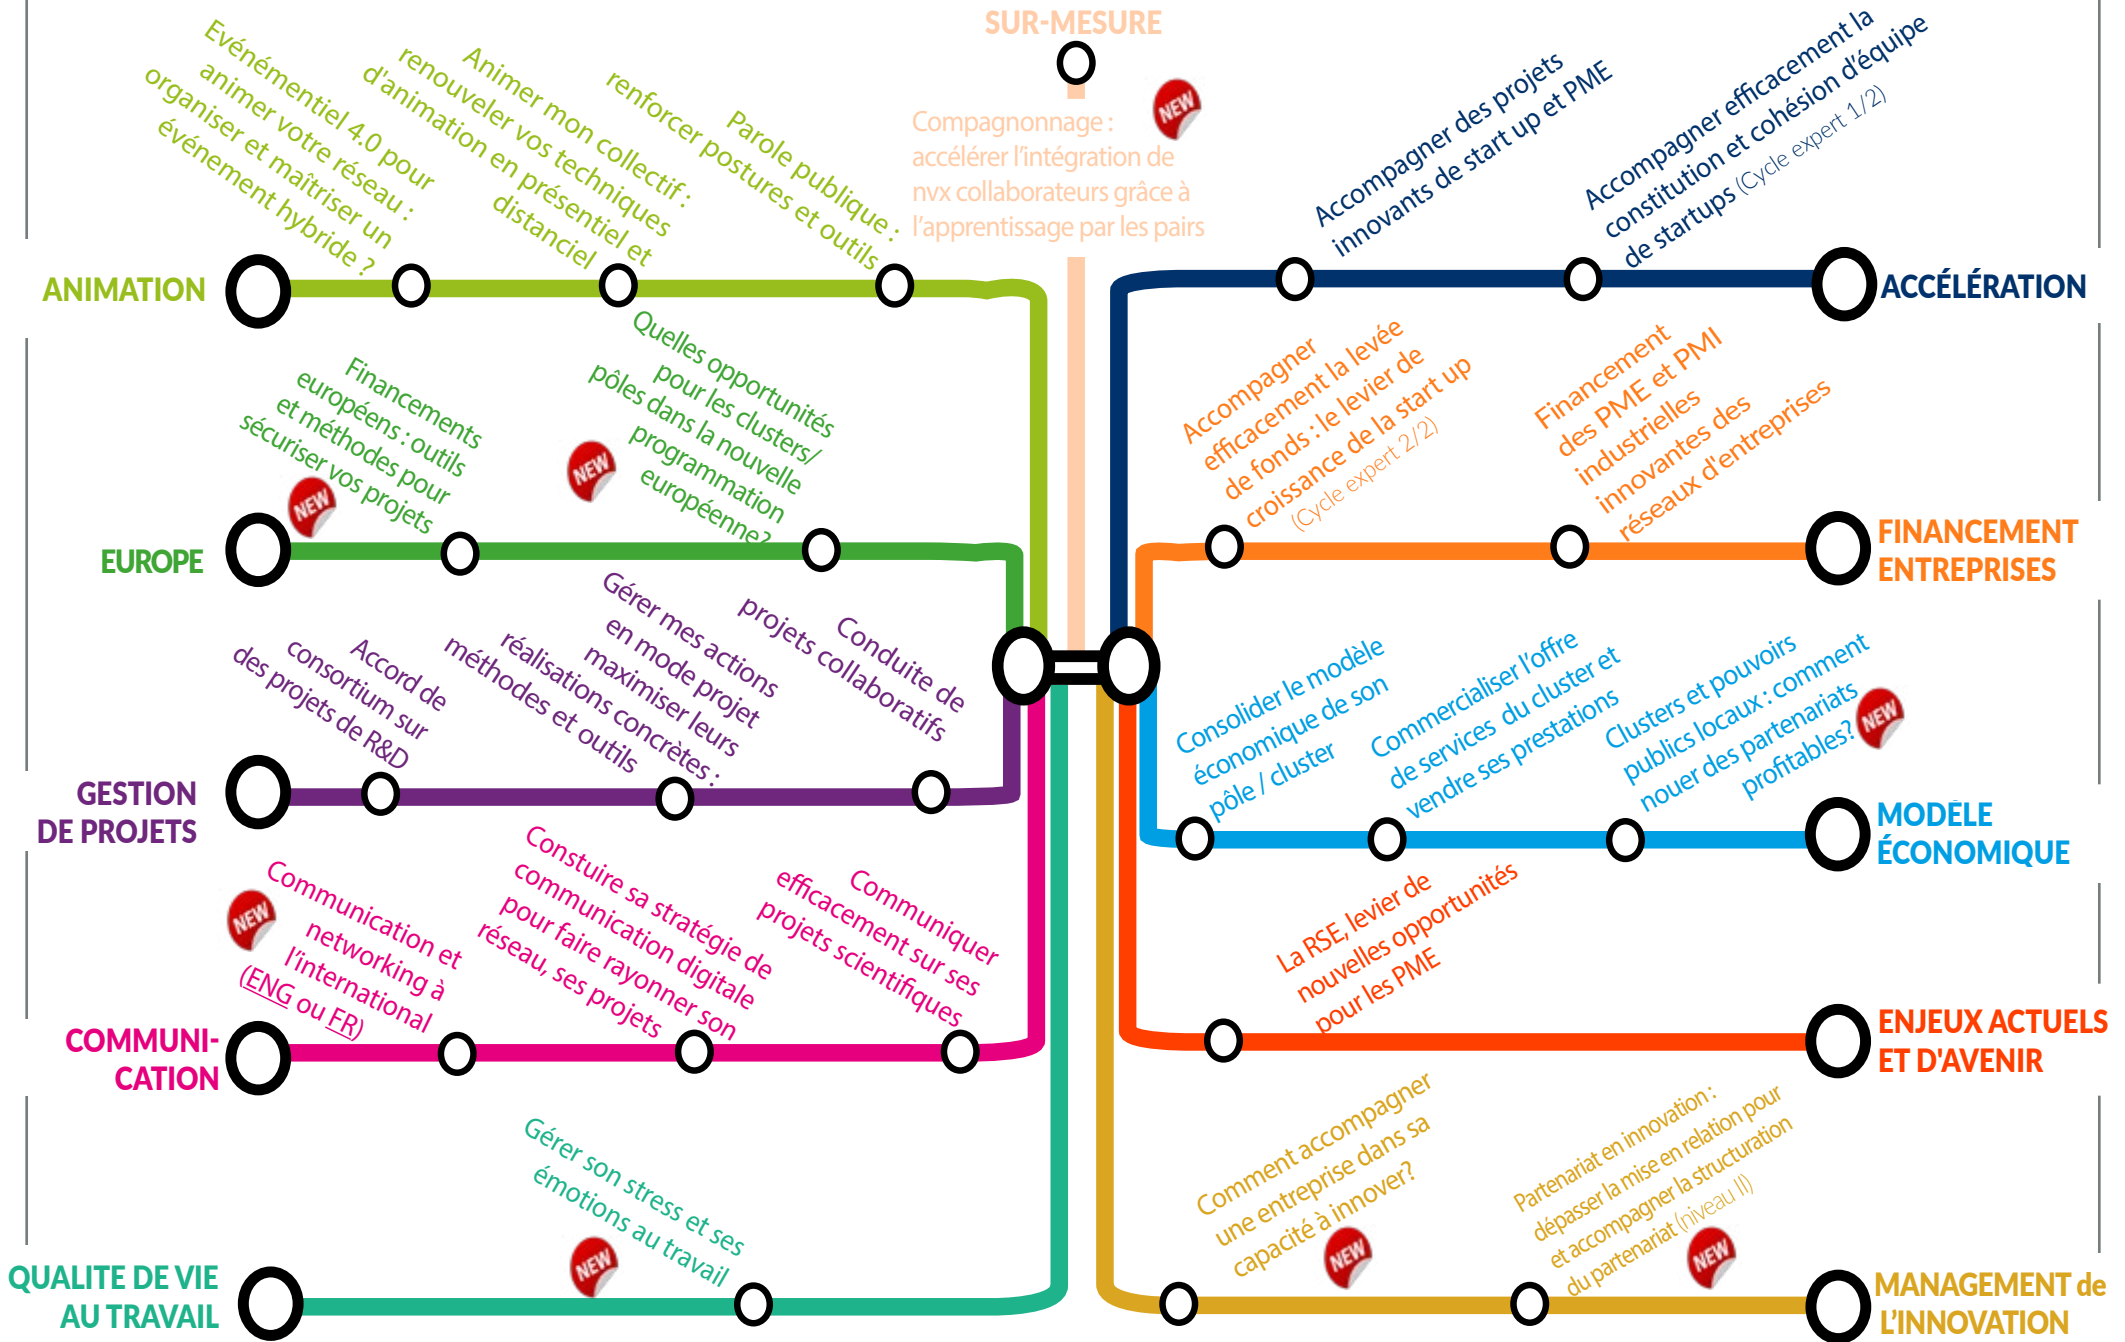 SUR-MESURE
Compagnonnage :
accélérer l'intégration de
nvx collaborateurs grâce à
l'apprentissage par les pairs
NEW
ANIMATION
Evénémentiel 4.0 pour
animer votre réseau :
organiser et maîtriser un
événement hybride ?
Animer mon collectif :
renouveler vos techniques
d'animation en présentiel et
distanciel
Parole publique :
renforcer postures et outils
ACCÉLÉRATION
Accompagner des projets
innovants de start up et PME
Accompagner efficacement la
constitution et cohésion d'équipe
de startups (Cycle expert 1/2)
EUROPE
Financements
européens : outils
et méthodes pour
sécuriser vos projets
NEW
Quelles opportunités
pour les clusters/
pôles dans la nouvelle
programmation
européenne?
NEW
FINANCEMENT
ENTREPRISES
Accompagner
efficacement la levée
de fonds : le levier de
croissance de la start up
(Cycle expert 2/2)
Financement
des PME et PMI
industrielles
innovantes des
réseaux d'entreprises
GESTION
DE PROJETS
Accord de
consortium sur
des projets de R&D
Gérer mes actions
en mode projet
maximiser leurs
réalisations concrètes :
méthodes et outils
Conduite de
projets collaboratifs
MODÈLE
ÉCONOMIQUE
Consolider le modèle
économique de son
pôle / cluster
Commercialiser l'offre
de services du cluster et
vendre ses prestations
Clusters et pouvoirs
publics locaux : comment
nouer des partenariats
profitables?
NEW
COMMUNI-
CATION
NEW
Communication et
networking à
l'international
(ENG ou FR)
Constuire sa stratégie de
communication digitale
pour faire rayonner son
réseau, ses projets
Communiquer
efficacement sur ses
projets scientifiques
ENJEUX ACTUELS
ET D'AVENIR
La RSE, levier de
nouvelles opportunités
pour les PME
QUALITE DE VIE
AU TRAVAIL
Gérer son stress et ses
émotions au travail
NEW
MANAGEMENT de
L'INNOVATION
Comment accompagner
une entreprise dans sa
capacité à innover?
NEW
Partenariat en innovation :
dépasser la mise en relation pour
et accompagner la structuration
du partenariat (niveau II)
NEW